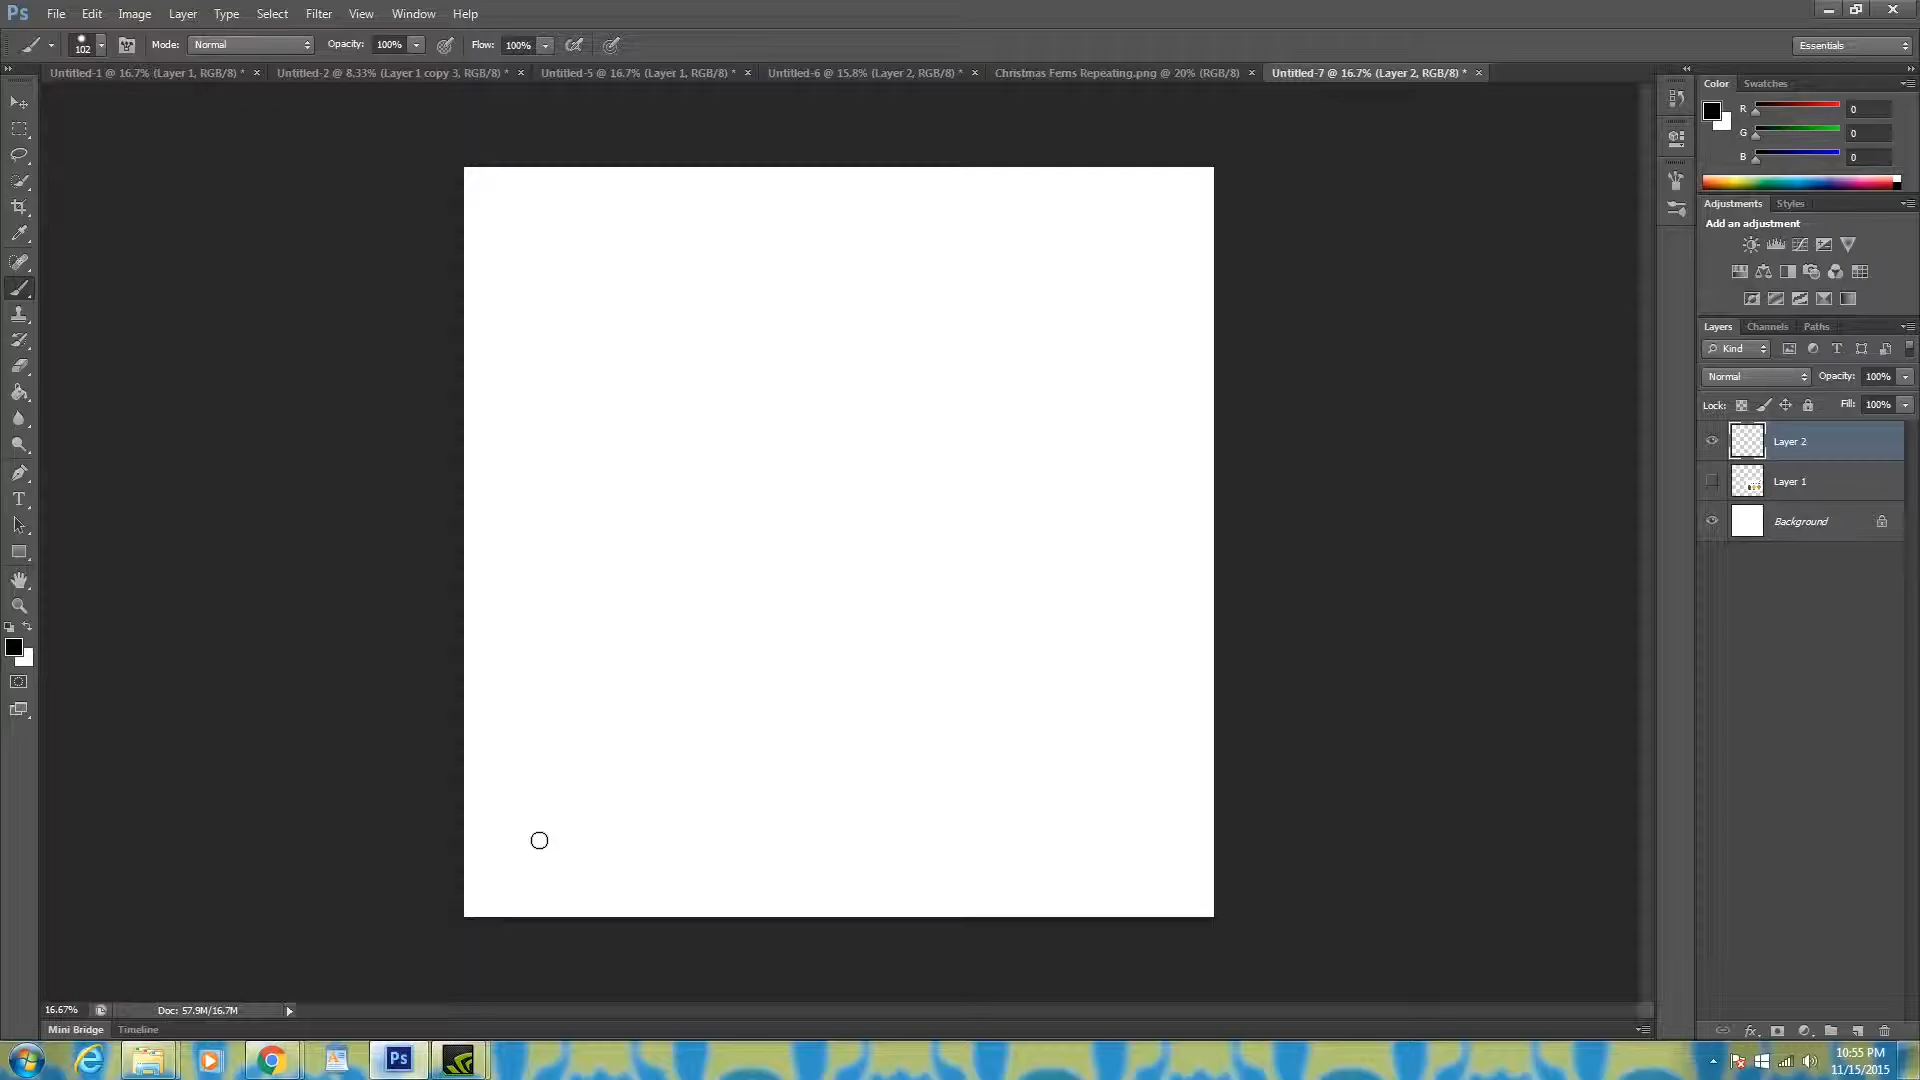 Ps File Edit Image Layer Type Select Filter View Window Help
102 Mode: Normal Opacity: 100% Flow: 100% Essentials
Untitled-1 @ 16.7% (Layer 1, RGB/8) * × Untitled-2 @ 8.33% (Layer 1 copy 3, RGB/8) * × Untitled-5 @ 16.7% (Layer 1, RGB/8) * × Untitled-6 @ 15.8% (Layer 2, RGB/8) * × Christmas Ferns Repeating.png @ 20% (RGB/8) × Untitled-7 @ 16.7% (Layer 2, RGB/8) * ×
Color Swatches
R 0
G 0
B 0
Adjustments Styles
Add an adjustment
Layers Channels Paths
Kind T
Normal Opacity: 100%
Lock: Fill: 100%
Layer 2
Layer 1
Background
T
fx
16.67% Doc: 57.9M/16.7M
Mini Bridge Timeline
Ps
10:55 PM
11/15/2015